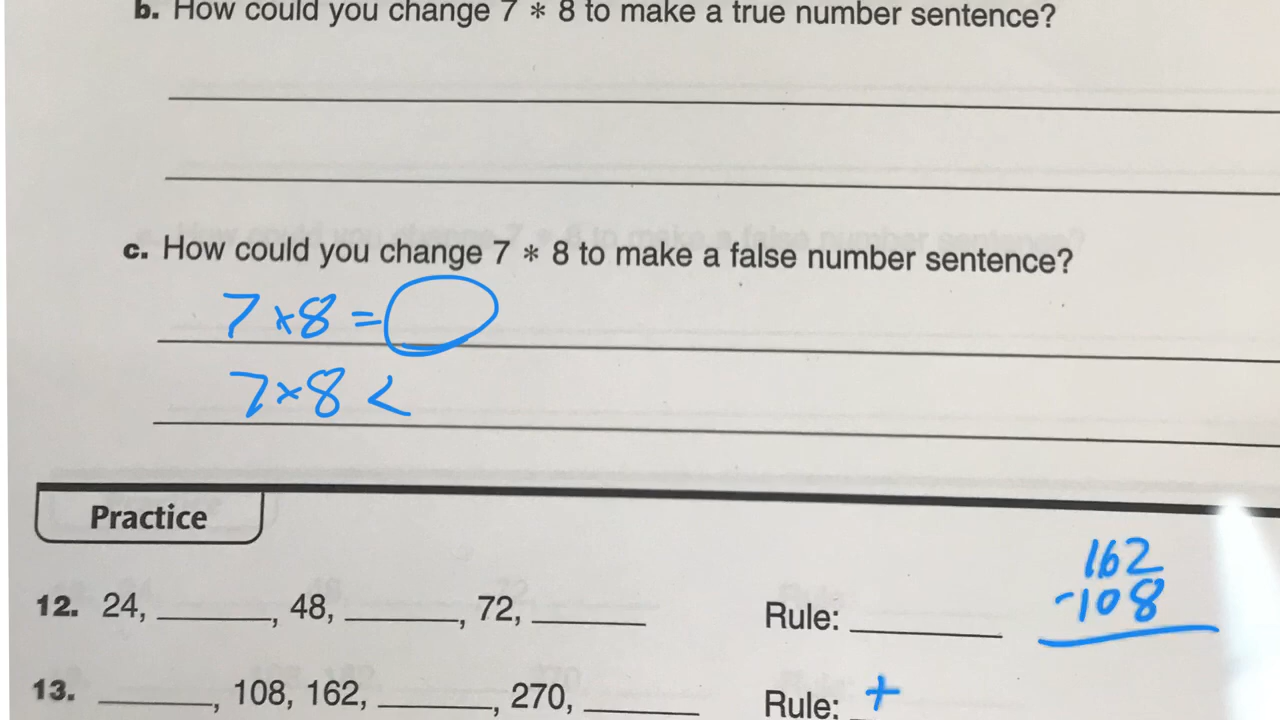 b. How could you change 7 * 8 to make a true number sentence?
c. How could you change 7 * 8 to make a false number sentence?
7 x 8 =
7 x 8 <
Practice
12. 24, ______, 48, ______, 72, ______ Rule: ______
162
-108
13. ______, 108, 162, ______, 270, ______ Rule: +